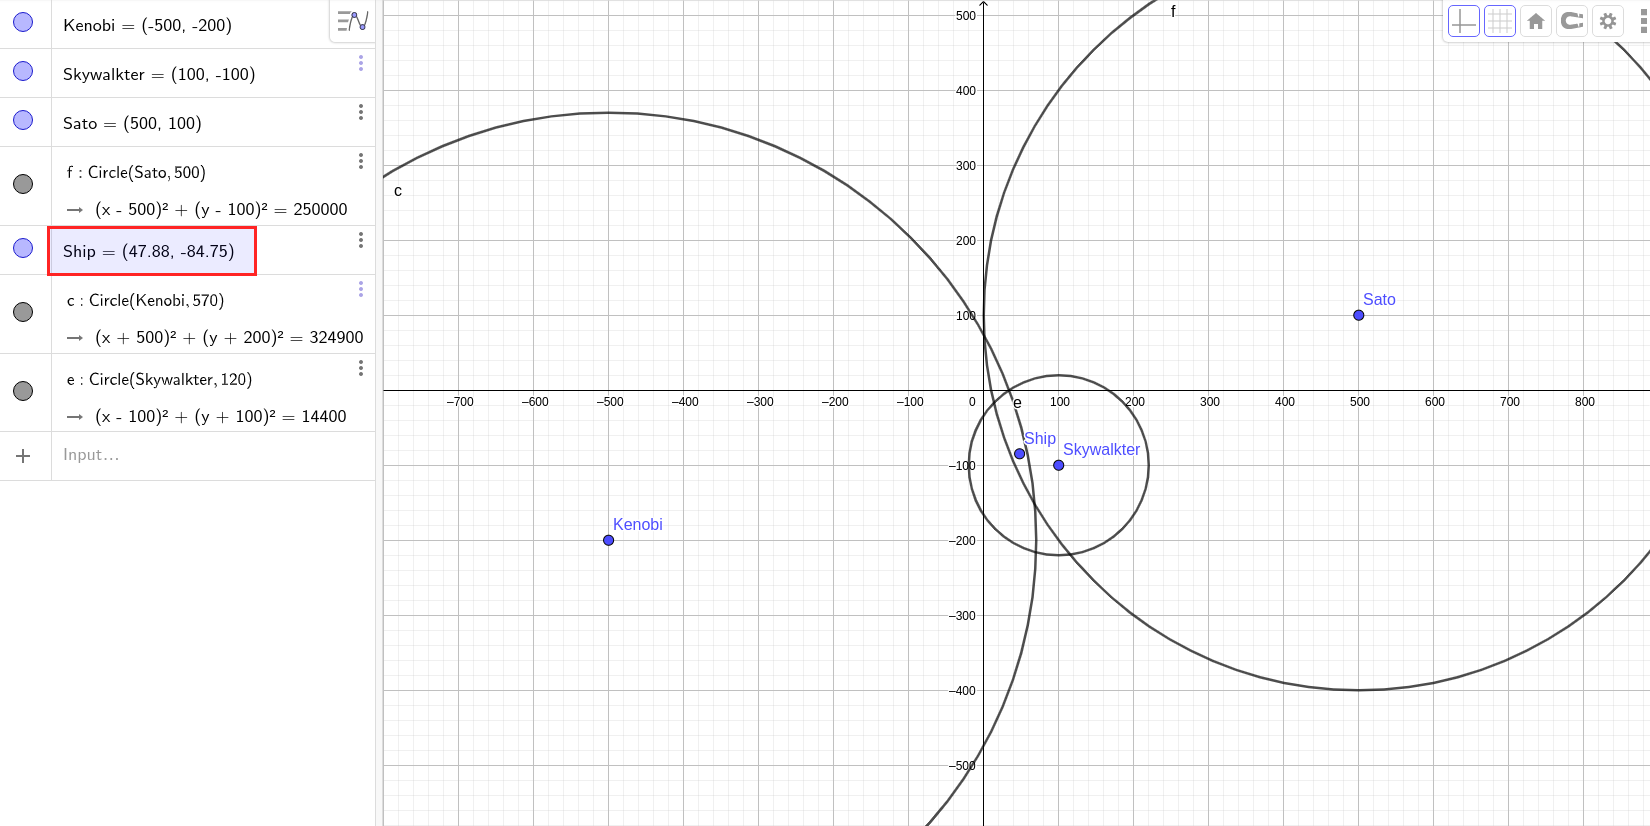 Kenobi = (-500, -200)
Skywalkter = (100, -100)
Sato = (500, 100)
f : Circle(Sato, 500)
→ (x - 500)² + (y - 100)² = 250000
Ship = (47.88, -84.75)
c : Circle(Kenobi, 570)
→ (x + 500)² + (y + 200)² = 324900
e : Circle(Skywalkter, 120)
→ (x - 100)² + (y + 100)² = 14400
+ Input…
f
500
400
300
c
200
Sato
100
–700 –600 –500 –400 –300 –200 –100 0 100 200 300 400 500 600 700 800
e
Ship
Skywalkter
–100
Kenobi
–200
–300
–400
–500